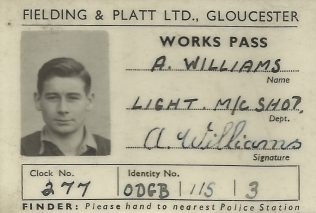 FIELDING & PLATT LTD., GLOUCESTER
WORKS PASS
A. WILLIAMS
Name
LIGHT. M/C SHOP.
Dept.
A. Williams
Signature
Clock No. Identity No.
277 ODGB 115 3
FINDER: Please hand to nearest Police Station